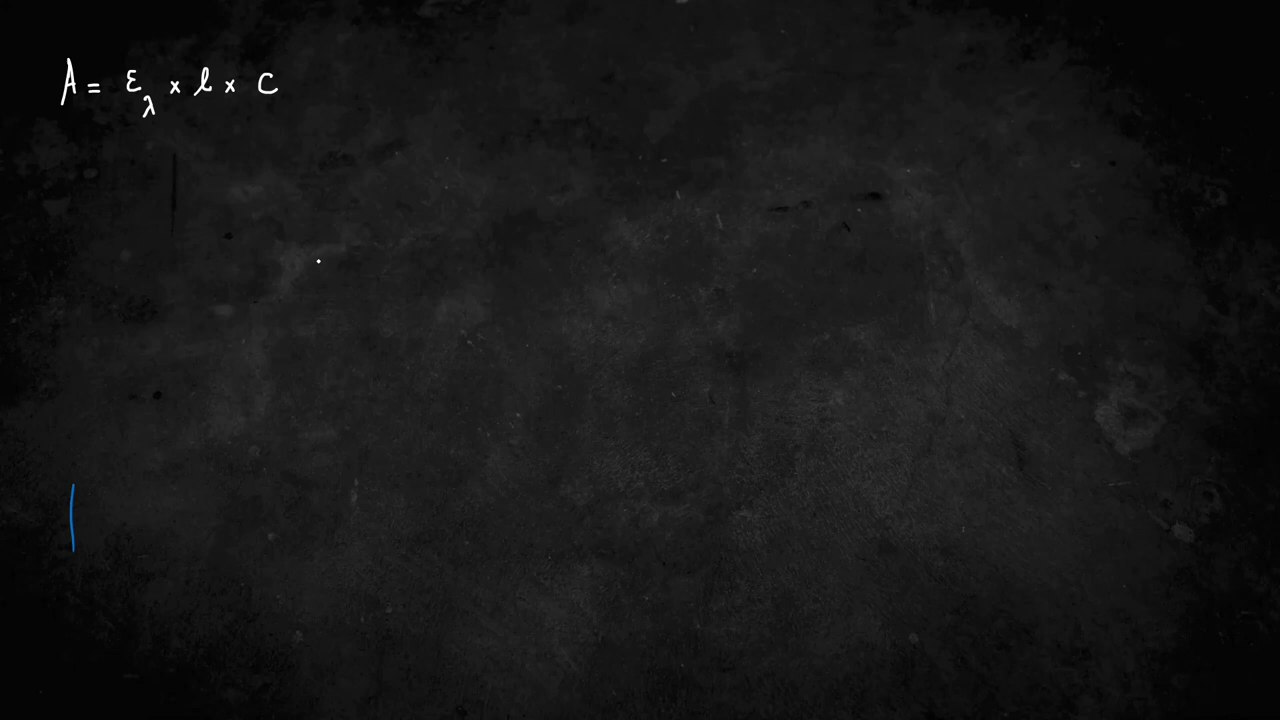 A = ε_λ × l × C